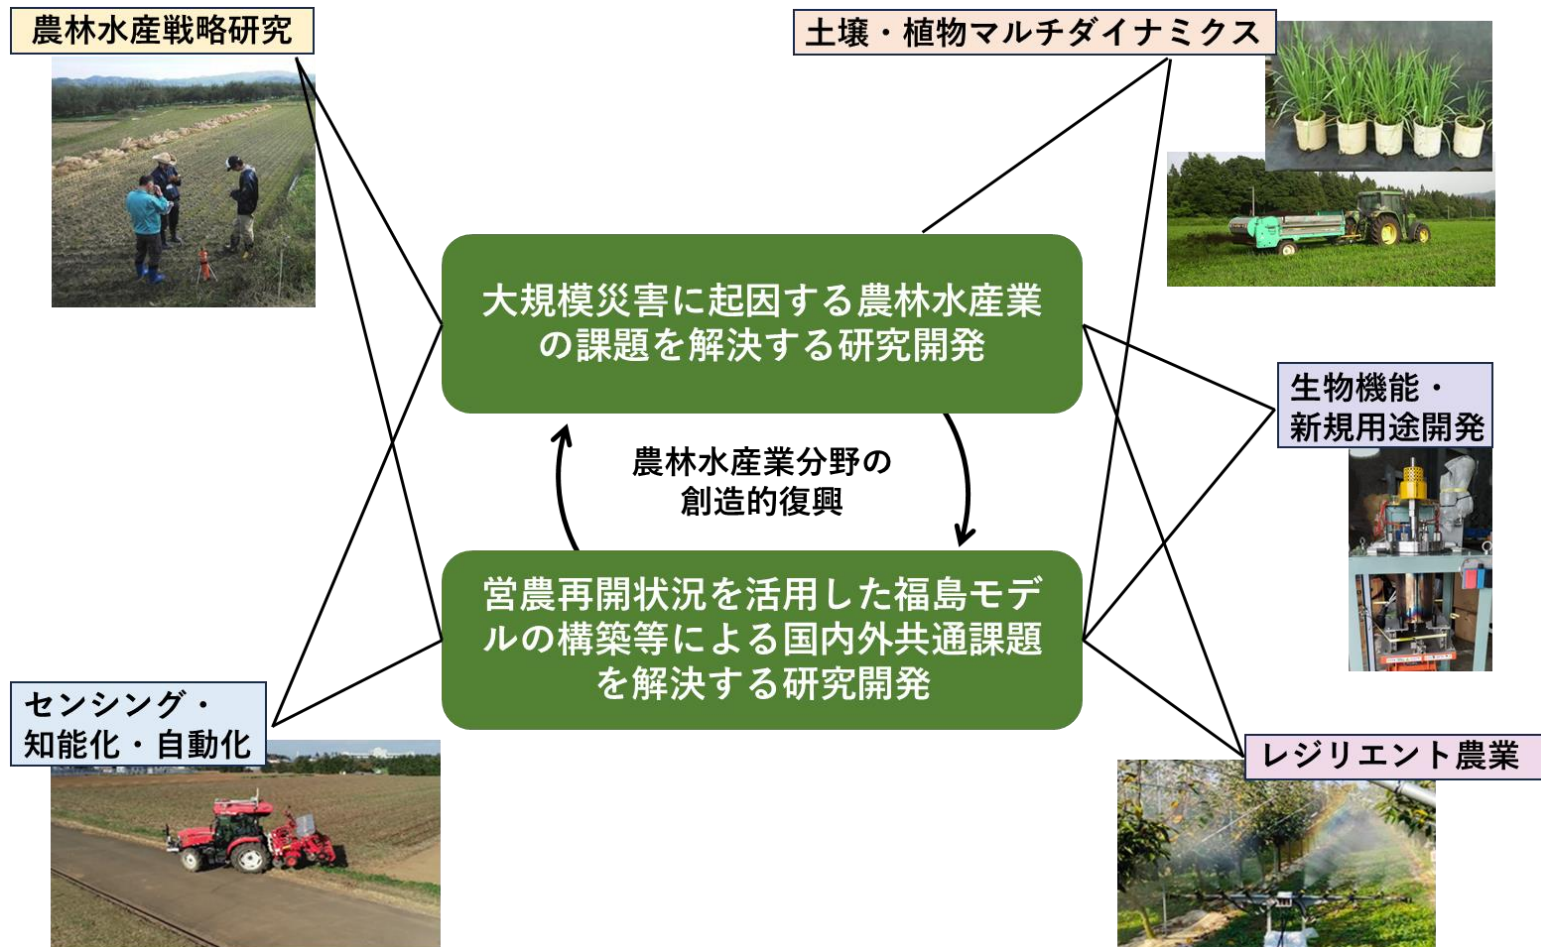 農林水産戦略研究
土壌・植物マルチダイナミクス
大規模災害に起因する農林水産業
の課題を解決する研究開発
生物機能・
新規用途開発
農林水産業分野の
創造的復興
営農再開状況を活用した福島モデ
ルの構築等による国内外共通課題
を解決する研究開発
センシング・
知能化・自動化
レジリエント農業